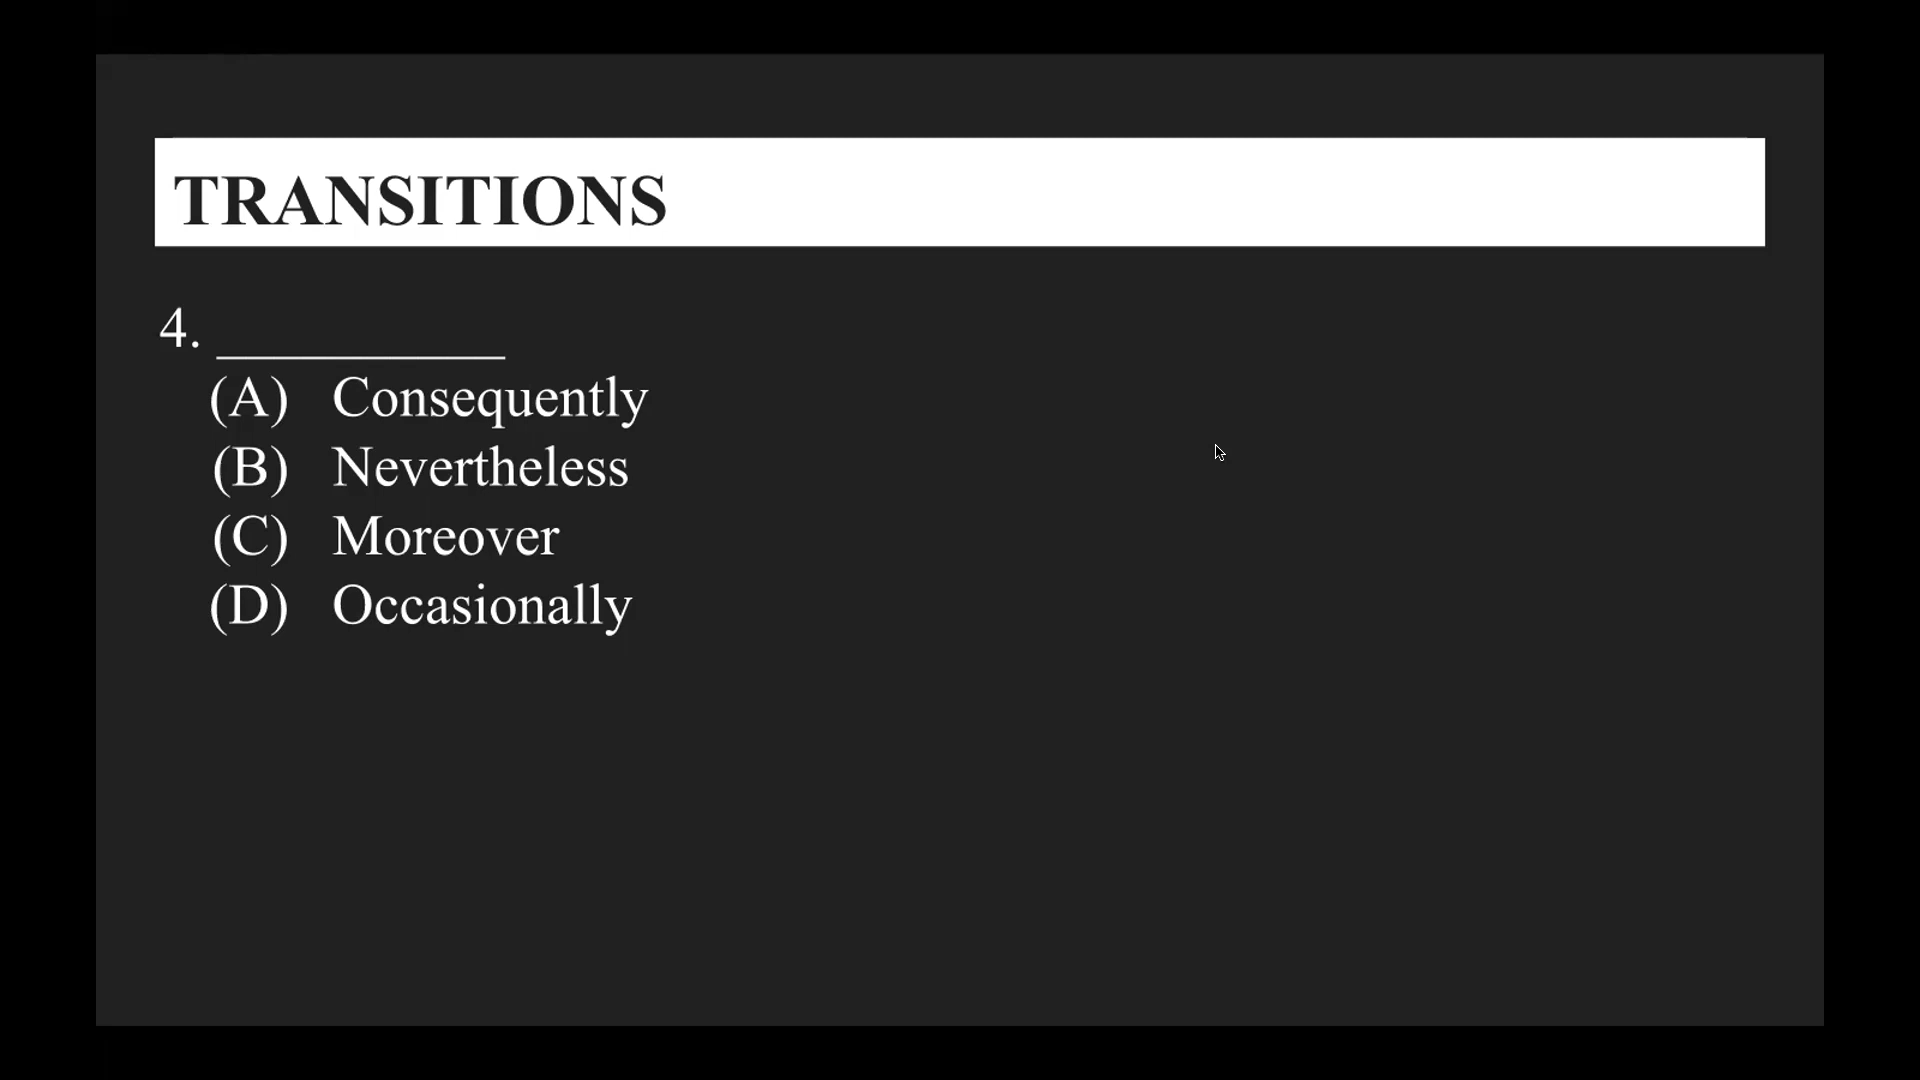 TRANSITIONS
4. __________
(A) Consequently
(B) Nevertheless
(C) Moreover
(D) Occasionally